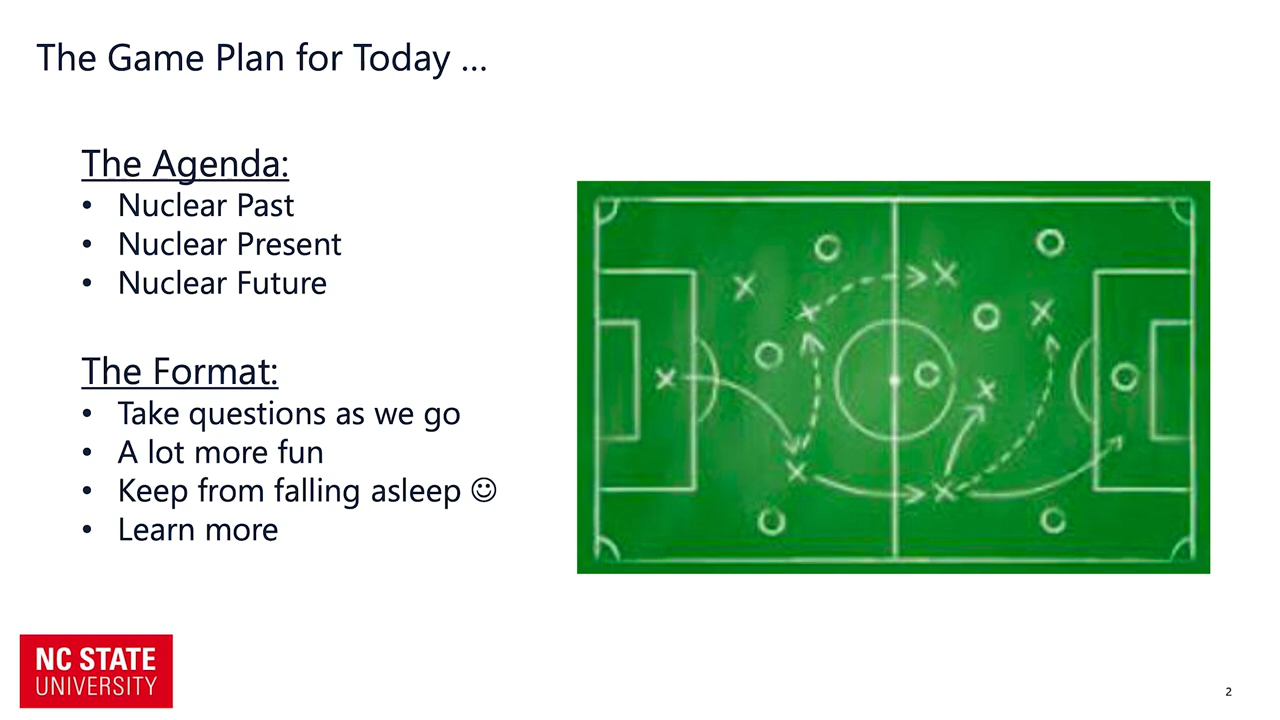 The Game Plan for Today ...
The Agenda:
• Nuclear Past
• Nuclear Present
• Nuclear Future
The Format:
• Take questions as we go
• A lot more fun
• Keep from falling asleep ☺
• Learn more
NC STATE
UNIVERSITY
2